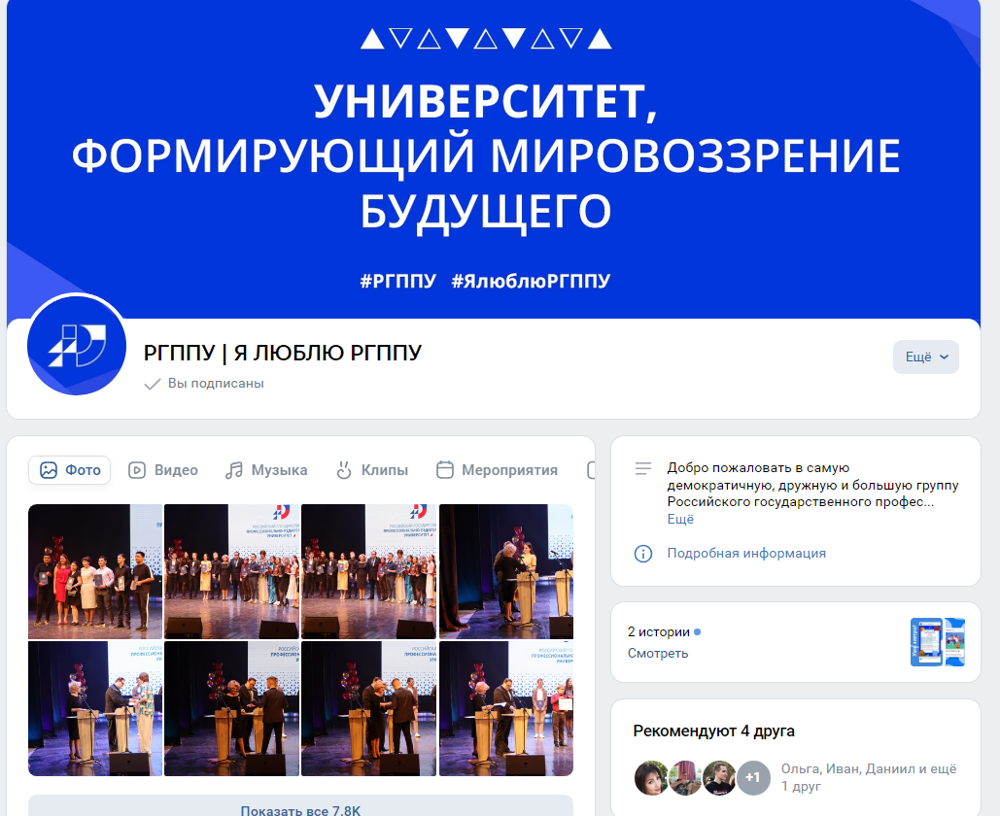 УНИВЕРСИТЕТ,
ФОРМИРУЮЩИЙ МИРОВОЗЗРЕНИЕ
БУДУЩЕГО
#РГППУ #ЯлюблюРГППУ
РГППУ | Я ЛЮБЛЮ РГППУ
Вы подписаны
Ещё
Фото
Видео
Музыка
Клипы
Мероприятия
Показать все 7.8K
Добро пожаловать в самую
демократичную, дружную и большую группу
Российского государственного профес...
Ещё
Подробная информация
2 истории
Смотреть
Рекомендуют 4 друга
+1
Ольга, Иван, Даниил и ещё
1 друг